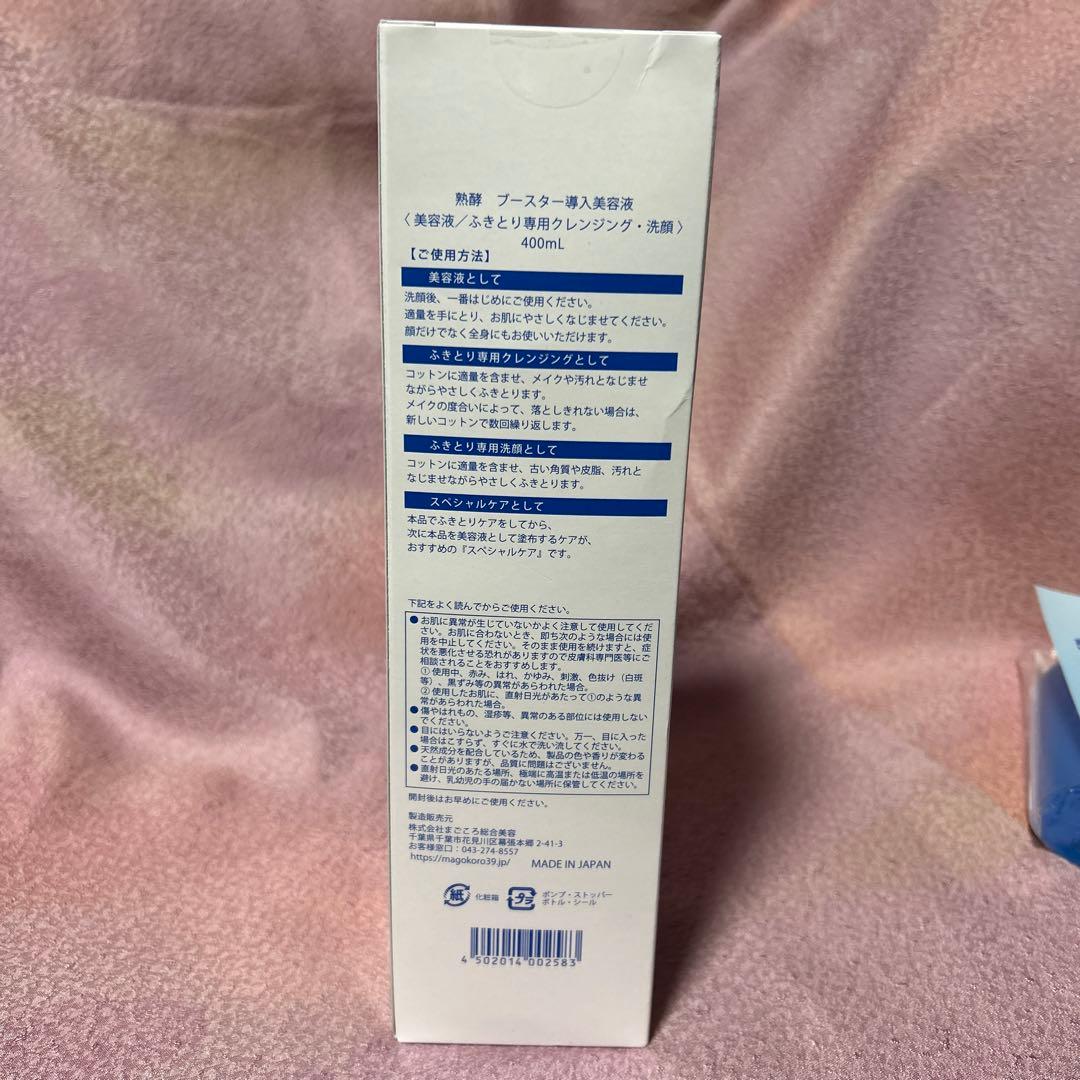 熟酵　ブースター導入美容液
〈 美容液／ふきとり専用クレンジング・洗顔 〉
400mL
【ご使用方法】
美容液として
洗顔後、一番はじめにご使用ください。
適量を手にとり、お肌にやさしくなじませてください。
顔だけでなく全身にもお使いいただけます。
ふきとり専用クレンジングとして
コットンに適量を含ませ、メイクや汚れとなじませ
ながらやさしくふきとります。
メイクの度合いによって、落としきれない場合は、
新しいコットンで数回繰り返します。
ふきとり専用洗顔として
コットンに適量を含ませ、古い角質や皮脂、汚れと
なじませながらやさしくふきとります。
スペシャルケアとして
本品でふきとりケアをしてから、
次に本品を美容液として塗布するケアが、
おすすめの『スペシャルケア』です。
下記をよく読んでからご使用ください。
●お肌に異常が生じていないかよく注意して使用してくだ
さい。お肌に合わないとき、即ち次のような場合には使
用を中止してください。そのまま使用を続けますと、症
状を悪化させる恐れがありますので皮膚科専門医等にご
相談されることをおすすめします。
① 使用中、赤み、はれ、かゆみ、刺激、色抜け（白斑
等）、黒ずみ等の異常があらわれた場合。
② 使用したお肌に、直射日光があたって①のような異
常があらわれた場合。
●傷やはれもの、湿疹等、異常のある部位には使用しない
でください。
●目にはいらないようご注意ください。万一、目に入った
場合はこすらず、すぐに水で洗い流してください。
●天然成分を配合しているため、製品の色や香りが変わる
ことがありますが、品質に問題はございません。
●直射日光のあたる場所、極端に高温または低温の場所を
避け、乳幼児の手の届かない場所に保管してください。
開封後はお早めにご使用ください。
製造販売元
株式会社まごころ総合美容
千葉県千葉市花見川区幕張本郷 2-41-3
お客様窓口：043-274-8557
https://magokoro39.jp/　MADE IN JAPAN
紙 化粧箱 プラ ポンプ・ストッパー
ボトル・シール
4 502014 002583